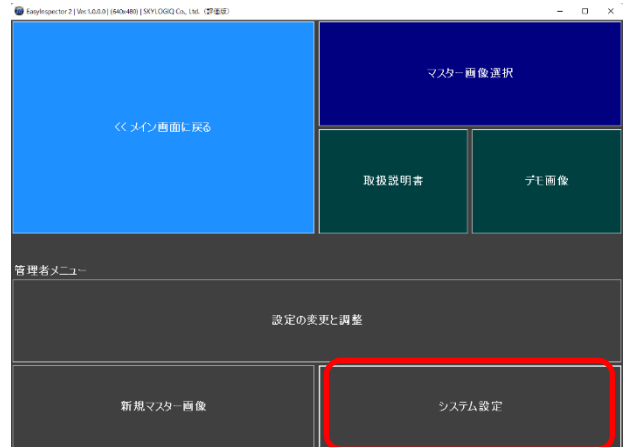 EasyInspector 2 | Ver.1.0.0.0 | (640x480) | SKYLOGIQ Co., Ltd. (評価版)
マスター画像選択
<< メイン画面に戻る
取扱説明書
デモ画像
管理者メニュー
設定の変更と調整
新規マスター画像
システム設定